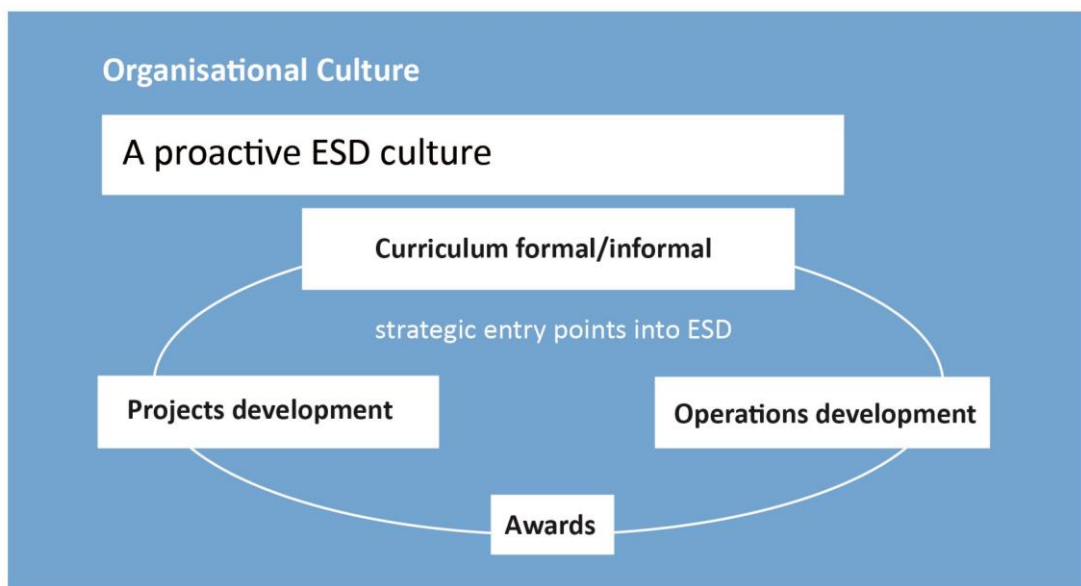 Organisational Culture
A proactive ESD culture
Curriculum formal/informal
strategic entry points into ESD
Projects development
Operations development
Awards